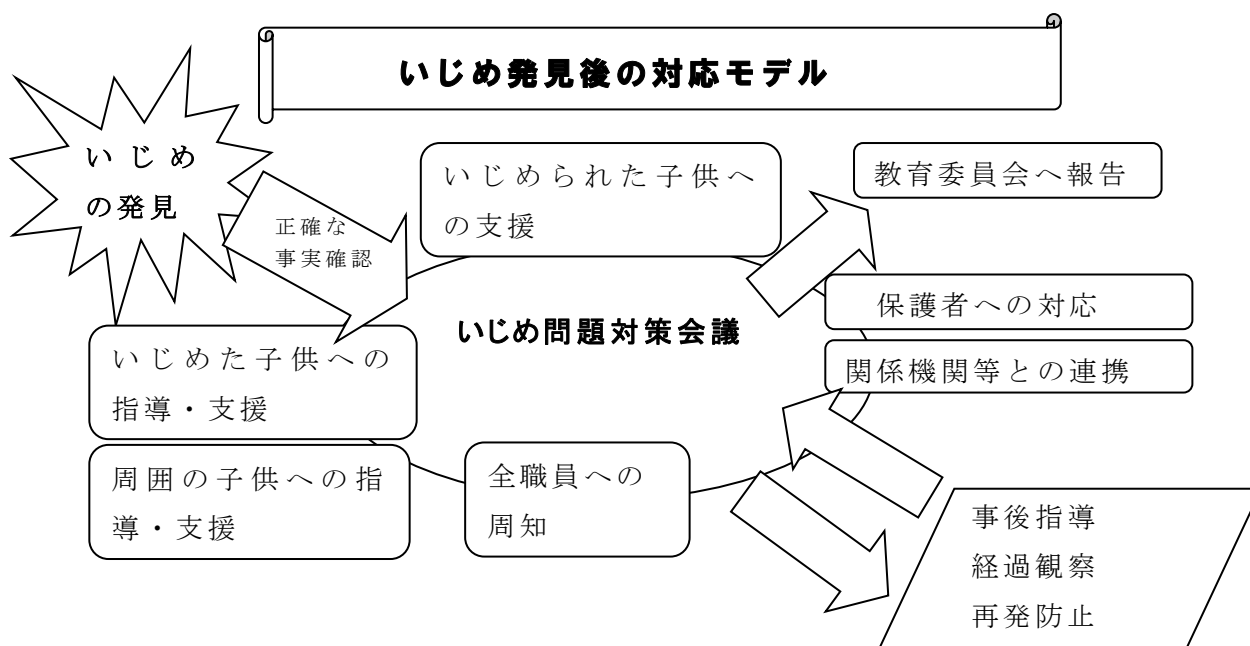 いじめ発見後の対応モデル
いじめ
の発見
正確な
事実確認
いじめられた子供へ
の支援
教育委員会へ報告
保護者への対応
関係機関等との連携
いじめ問題対策会議
いじめた子供への
指導・支援
周囲の子供への指
導・支援
全職員への
周知
事後指導
経過観察
再発防止